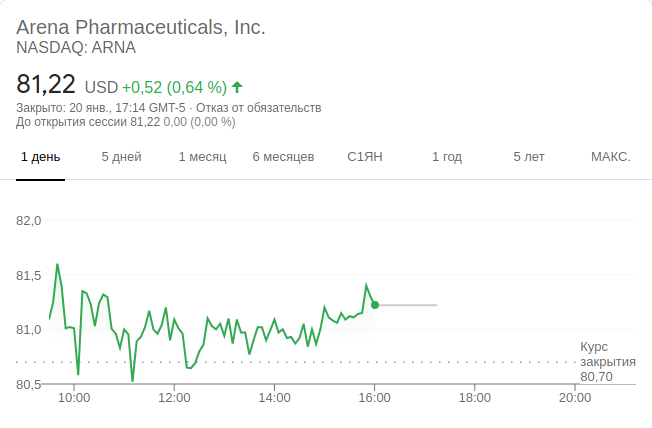 Arena Pharmaceuticals, Inc.
NASDAQ: ARNA
81,22 USD +0,52 (0,64 %)
Закрыто: 20 янв., 17:14 GMT-5 · Отказ от обязательств
До открытия сессии 81,22 0,00 (0,00 %)
1 день 5 дней 1 месяц 6 месяцев С1ЯН 1 год 5 лет МАКС.
82,0
81,5
81,0
Курс
закрытия
80,70
80,5
10:00 12:00 14:00 16:00 18:00 20:00